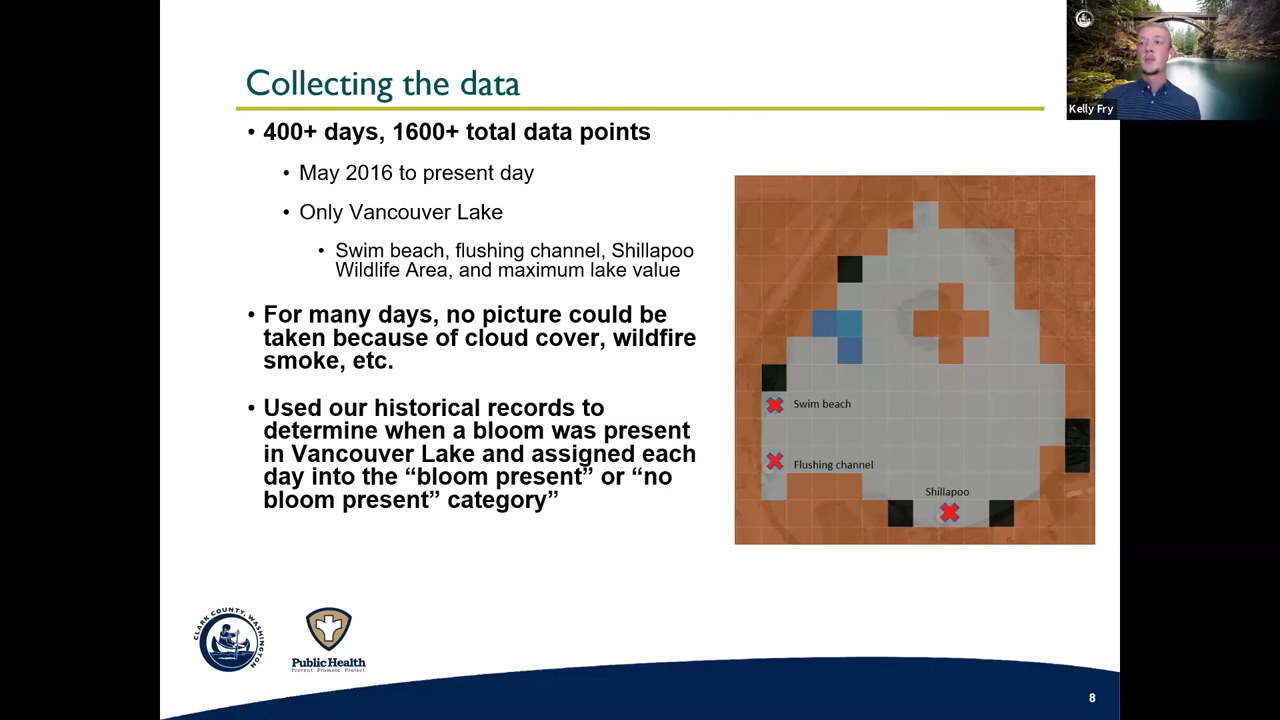 Collecting the data
• 400+ days, 1600+ total data points
• May 2016 to present day
• Only Vancouver Lake
• Swim beach, flushing channel, Shillapoo
Wildlife Area, and maximum lake value
• For many days, no picture could be
taken because of cloud cover, wildfire
smoke, etc.
• Used our historical records to
determine when a bloom was present
in Vancouver Lake and assigned each
day into the “bloom present” or “no
bloom present” category”
Swim beach
Flushing channel
Shillapoo
Kelly Fry
CLARK COUNTY, WASHINGTON
Public Health
Prevent Promote Protect
8